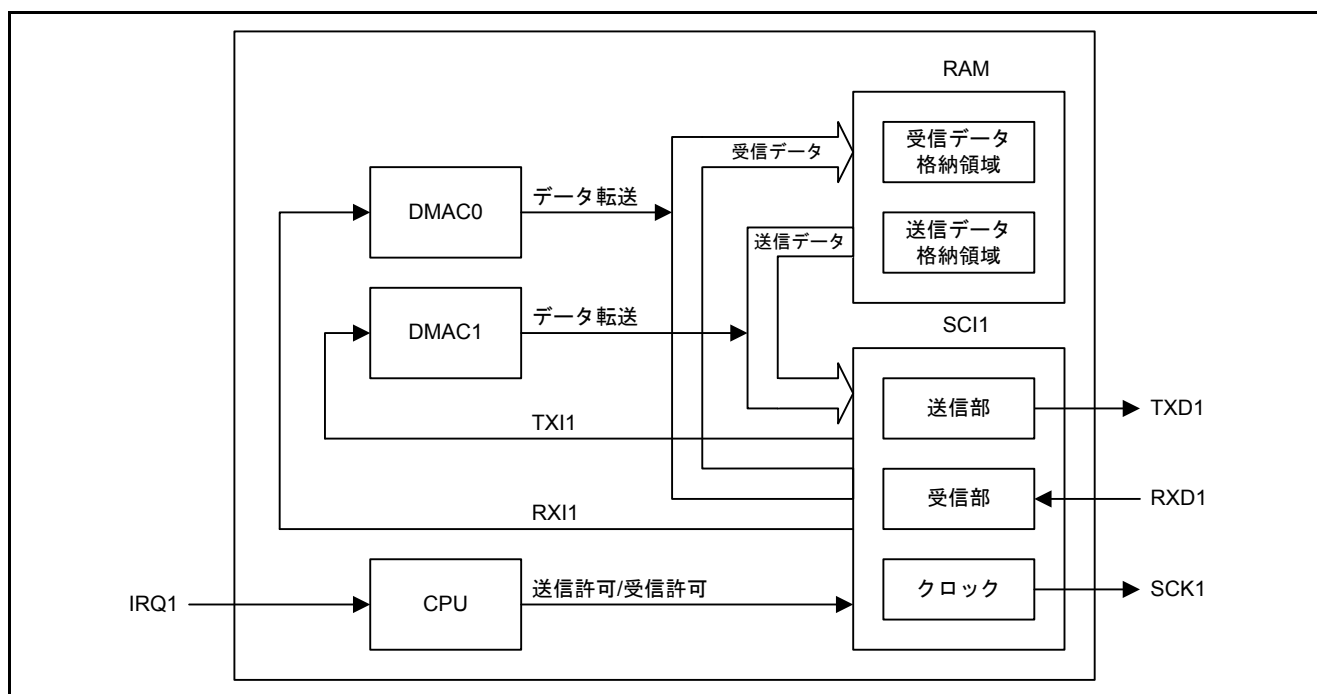 RAM
受信データ
格納領域
受信データ
データ転送
DMAC0
送信データ
格納領域
送信データ
データ転送
DMAC1
SCI1
送信部
TXD1
TXI1
受信部
RXD1
RXI1
IRQ1
CPU
送信許可/受信許可
クロック
SCK1